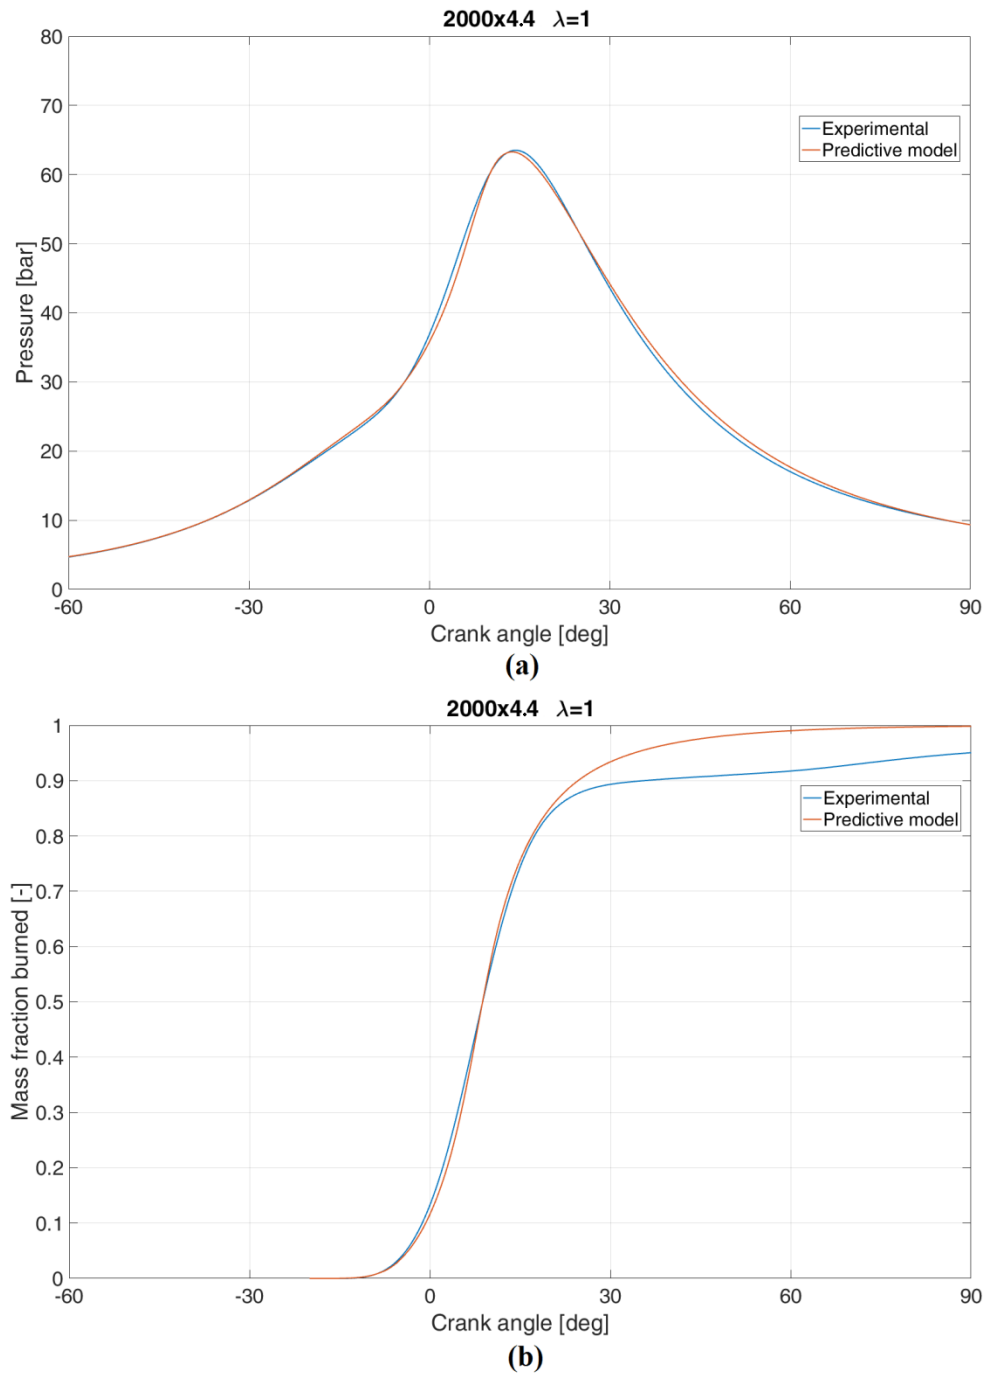 2000x4.4 λ=1
80
70
60
50
40
30
20
10
0
Pressure [bar]
Experimental
Predictive model
-60 -30 0 30 60 90
Crank angle [deg]
(a)
2000x4.4 λ=1
1
0.9
0.8
0.7
0.6
0.5
0.4
0.3
0.2
0.1
0
Mass fraction burned [-]
Experimental
Predictive model
-60 -30 0 30 60 90
Crank angle [deg]
(b)